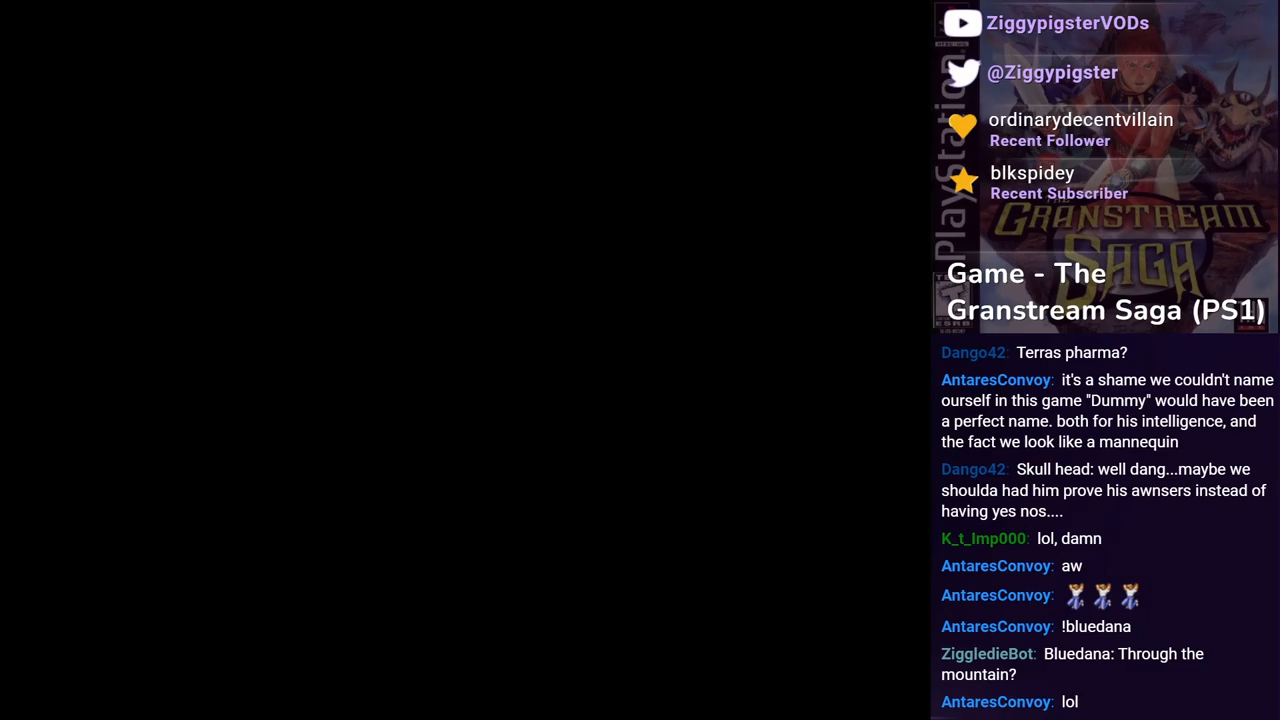 ZiggypigsterVODs
@Ziggypigster
ordinarydecentvillain
Recent Follower
blkspidey
Recent Subscriber
PlayStation
GRANSTREAM
SAGA
Game - The
Granstream Saga (PS1)
Dango42: Terras pharma?
AntaresConvoy: it's a shame we couldn't name
ourself in this game "Dummy" would have been
a perfect name. both for his intelligence, and
the fact we look like a mannequin
Dango42: Skull head: well dang...maybe we
shoulda had him prove his awnsers instead of
having yes nos....
K_t_Imp000: lol, damn
AntaresConvoy: aw
AntaresConvoy:
AntaresConvoy: !bluedana
ZiggledieBot: Bluedana: Through the
mountain?
AntaresConvoy: lol